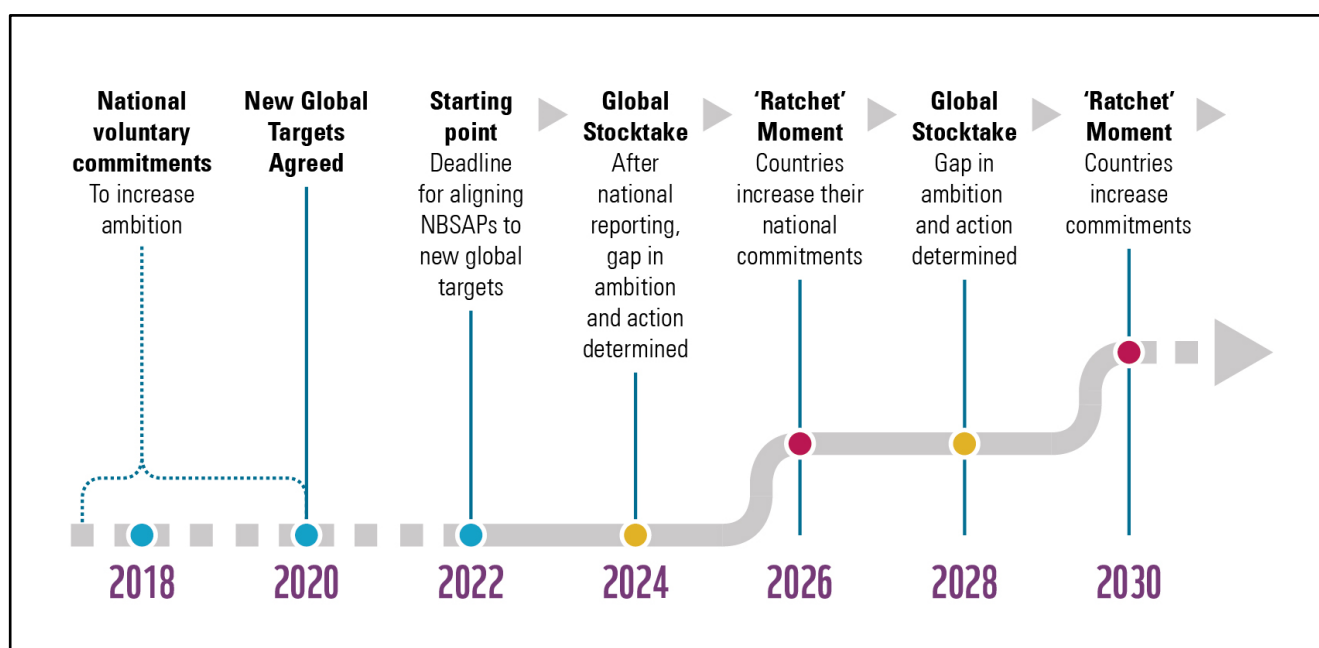 National
voluntary
commitments
To increase
ambition
New Global
Targets
Agreed
Starting
point
Deadline
for aligning
NBSAPs to
new global
targets
Global
Stocktake
After
national
reporting,
gap in
ambition
and action
determined
'Ratchet'
Moment
Countries
increase their
national
commitments
Global
Stocktake
Gap in
ambition
and action
determined
'Ratchet'
Moment
Countries
increase
commitments
2018
2020
2022
2024
2026
2028
2030